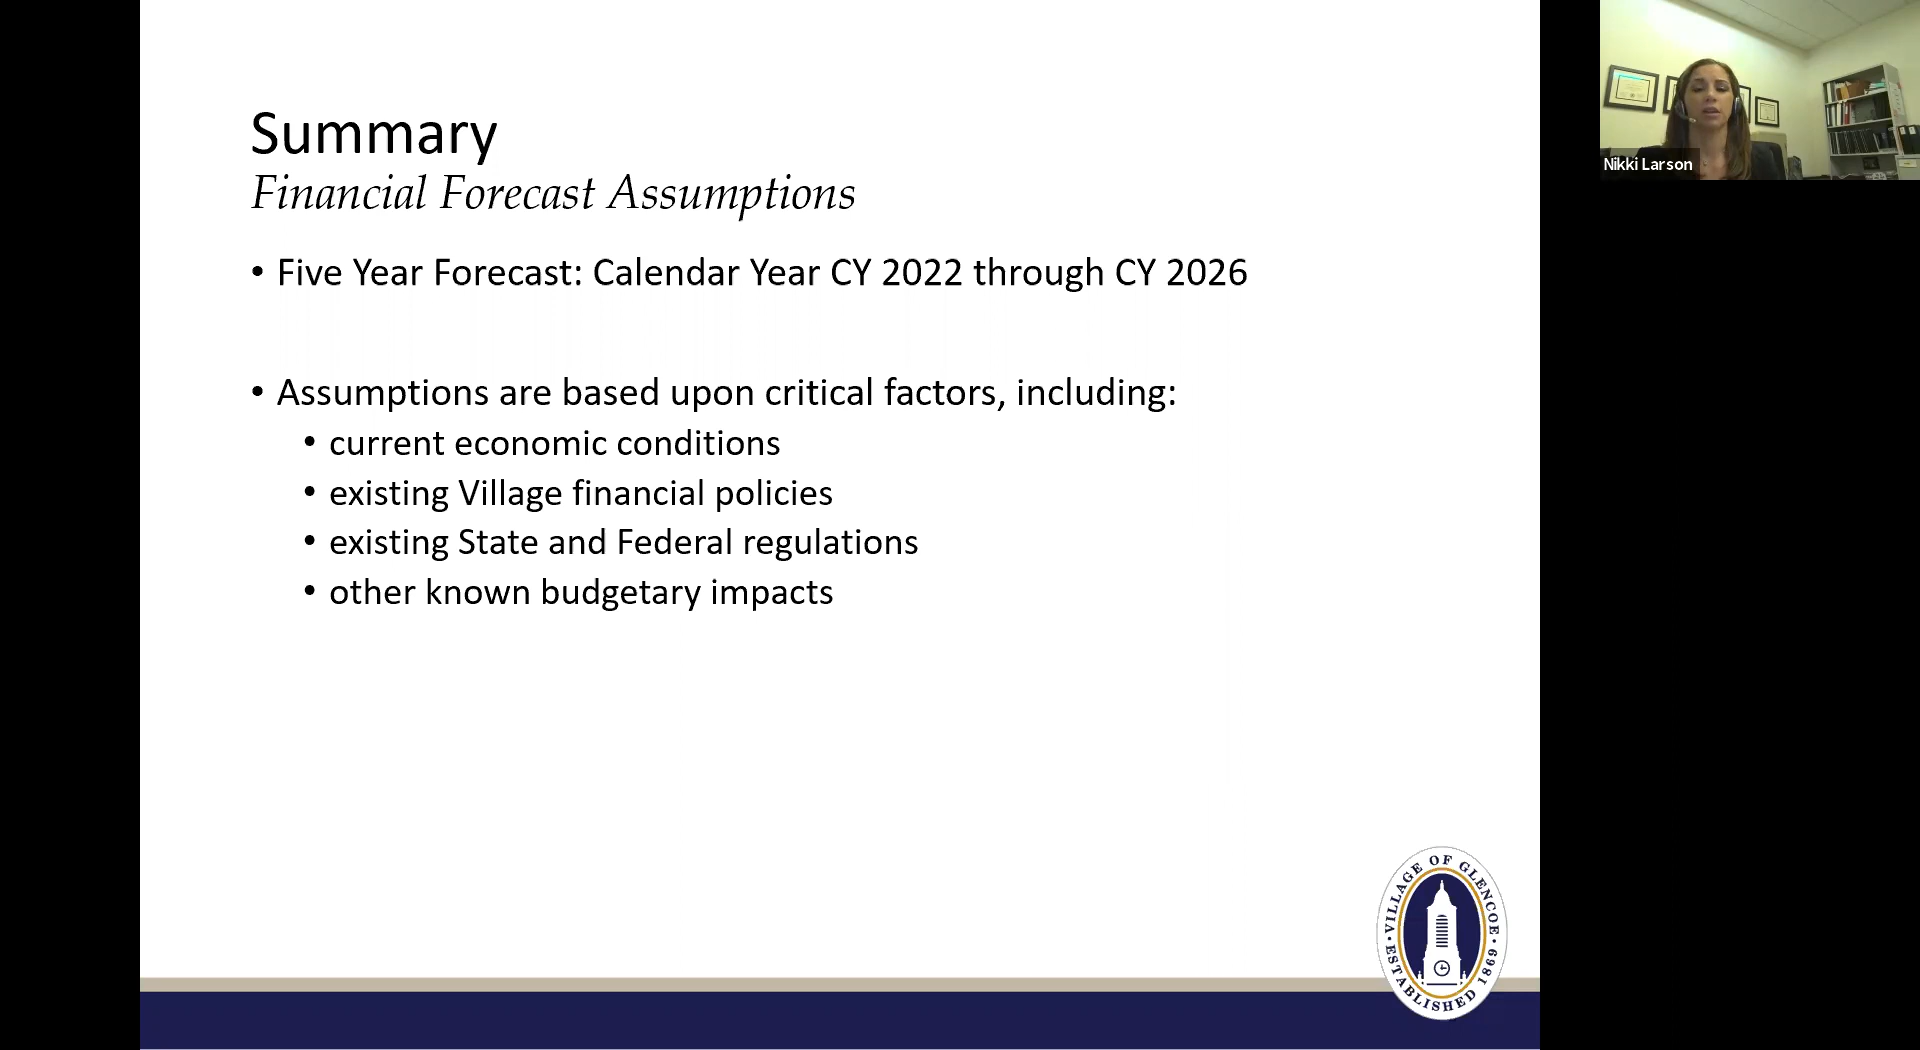 Summary
Financial Forecast Assumptions
• Five Year Forecast: Calendar Year CY 2022 through CY 2026
• Assumptions are based upon critical factors, including:
• current economic conditions
• existing Village financial policies
• existing State and Federal regulations
• other known budgetary impacts
Nikki Larson
VILLAGE OF GLENCOE
• ESTABLISHED 1869 •